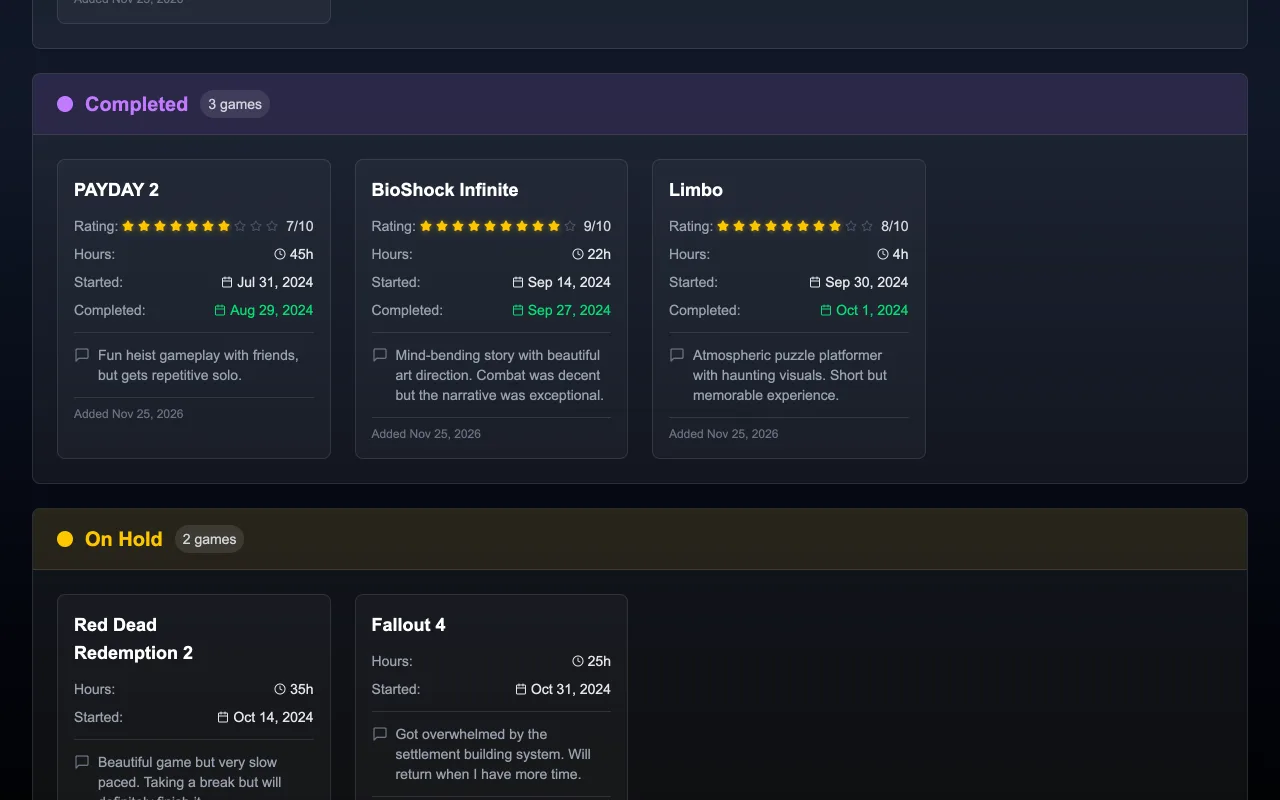 Added Nov 25, 2026
Completed 3 games
PAYDAY 2
Rating: 7/10
Hours: 45h
Started: Jul 31, 2024
Completed: Aug 29, 2024
Fun heist gameplay with friends,
but gets repetitive solo.
Added Nov 25, 2026
BioShock Infinite
Rating: 9/10
Hours: 22h
Started: Sep 14, 2024
Completed: Sep 27, 2024
Mind-bending story with beautiful
art direction. Combat was decent
but the narrative was exceptional.
Added Nov 25, 2026
Limbo
Rating: 8/10
Hours: 4h
Started: Sep 30, 2024
Completed: Oct 1, 2024
Atmospheric puzzle platformer
with haunting visuals. Short but
memorable experience.
Added Nov 25, 2026
On Hold 2 games
Red Dead
Redemption 2
Hours: 35h
Started: Oct 14, 2024
Beautiful game but very slow
paced. Taking a break but will
definitely finish it.
Fallout 4
Hours: 25h
Started: Oct 31, 2024
Got overwhelmed by the
settlement building system. Will
return when I have more time.